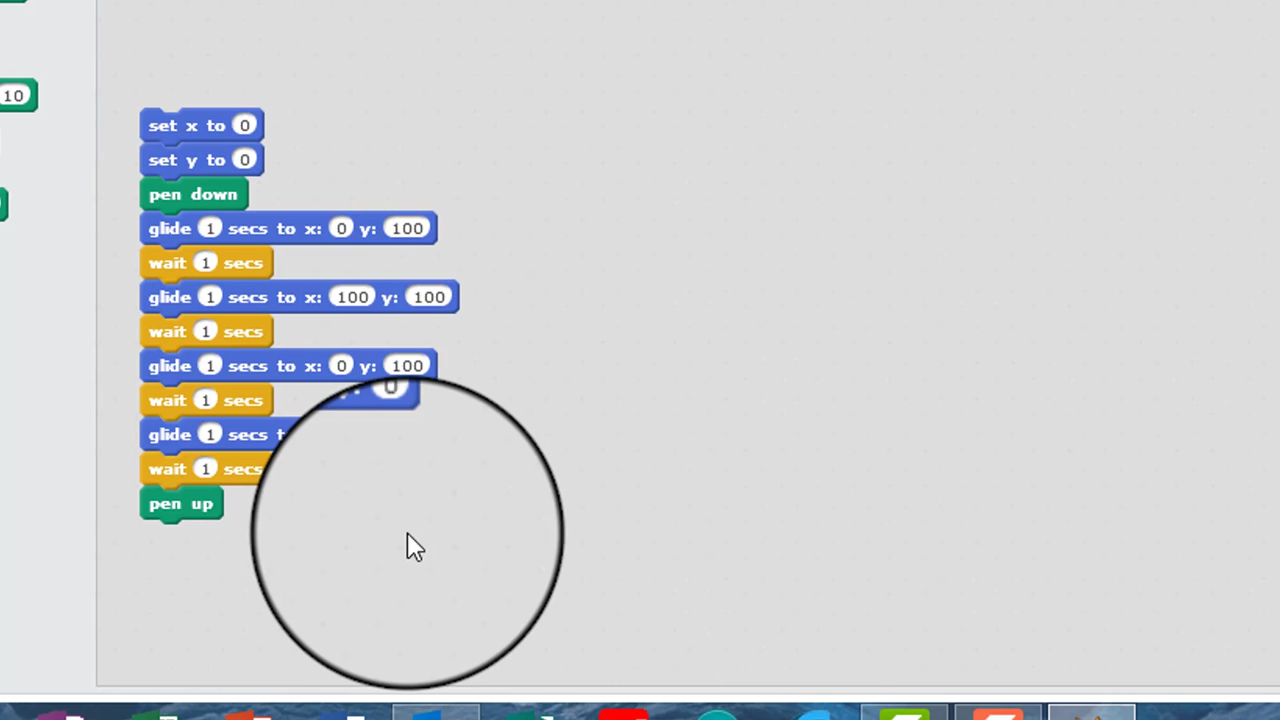 10
set x to 0
set y to 0
pen down
glide 1 secs to x: 0 y: 100
wait 1 secs
glide 1 secs to x: 100 y: 100
wait 1 secs
glide 1 secs to x: 0 y: 100
wait 1 secs
y: 0
glide 1 secs t
wait 1 secs
pen up